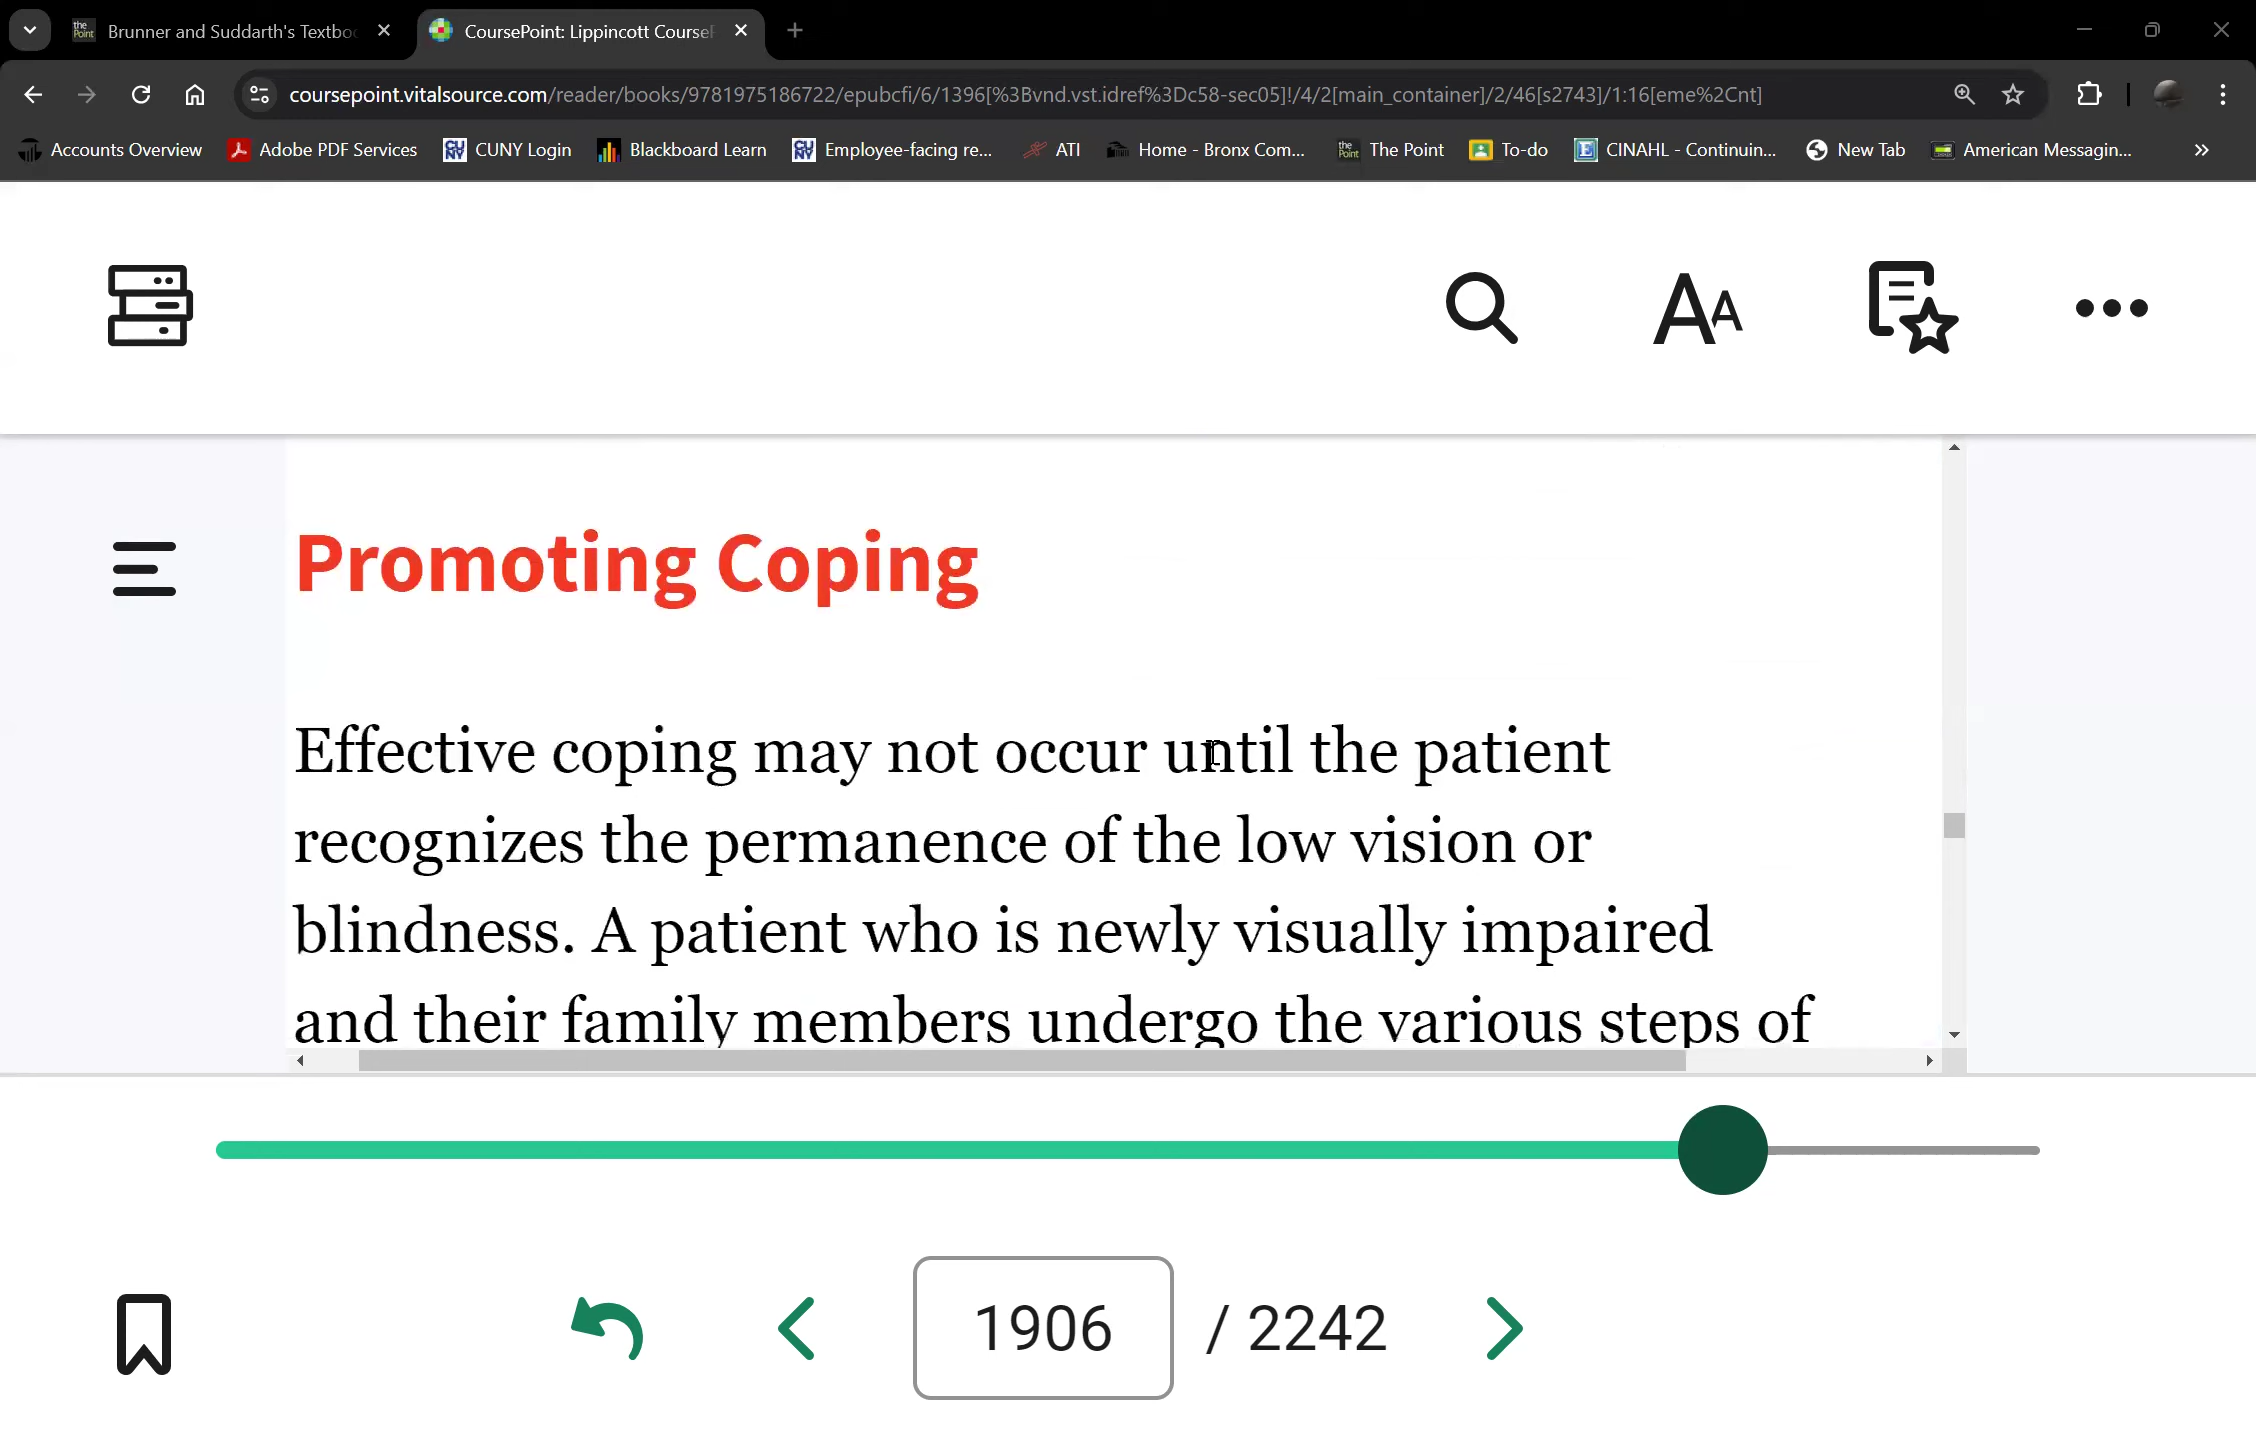 Brunner and Suddarth's Textbo
CoursePoint: Lippincott Course
coursepoint.vitalsource.com/reader/books/9781975186722/epubcfi/6/1396[%3Bvnd.vst.idref%3Dc58-sec05]!/4/2[main_container]/2/46[s2743]/1:16[eme%2Cnt]
Accounts Overview
Adobe PDF Services
CUNY Login
Blackboard Learn
Employee-facing re...
ATI
Home - Bronx Com...
The Point
To-do
CINAHL - Continuin...
New Tab
American Messagin...
Promoting Coping
Effective coping may not occur until the patient
recognizes the permanence of the low vision or
blindness. A patient who is newly visually impaired
and their family members undergo the various steps of
1906 / 2242